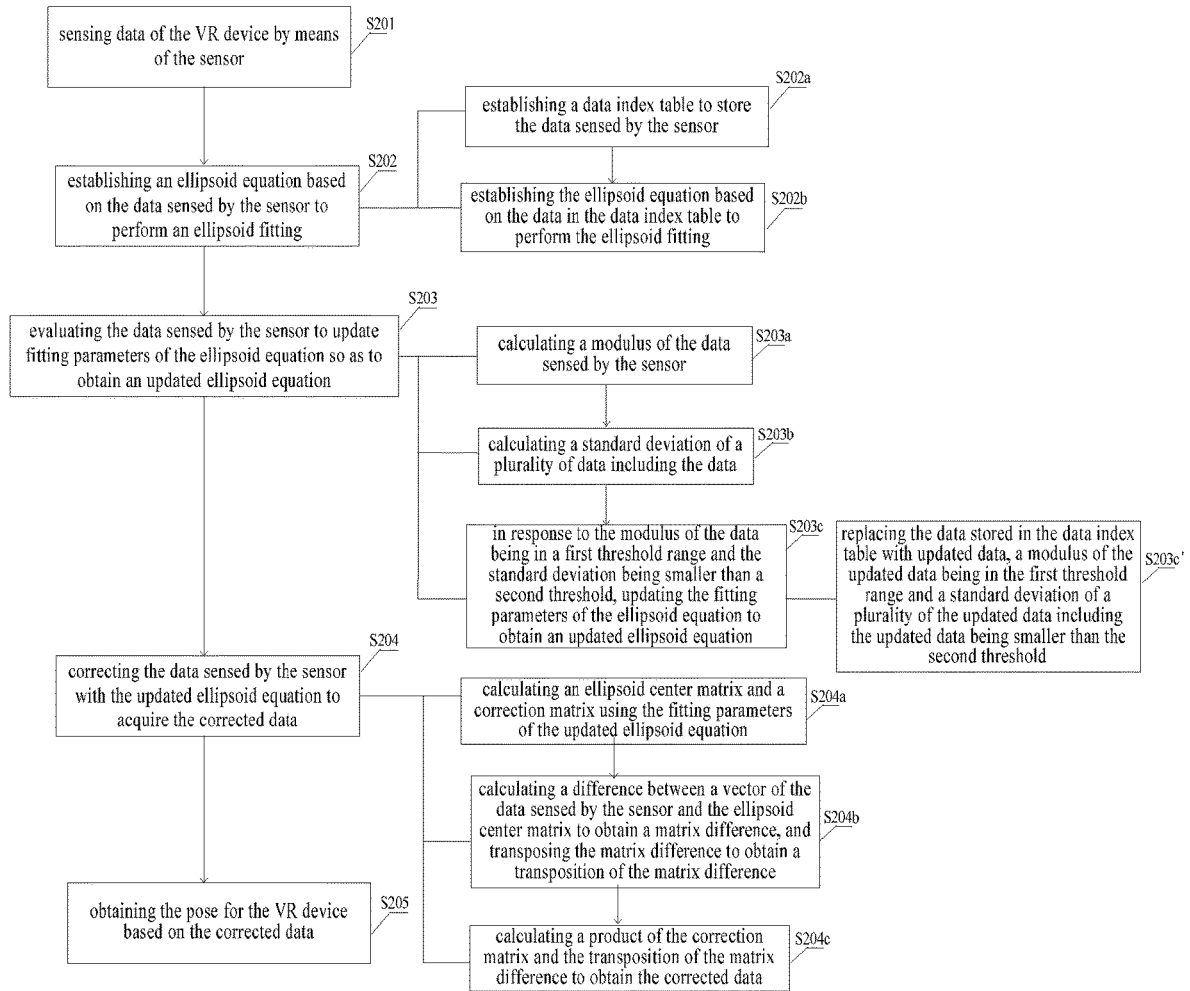 sensing data of the VR device by means
of the sensor
S201
establishing an ellipsoid equation based
on the data sensed by the sensor to
perform an ellipsoid fitting
S202
establishing a data index table to store
the data sensed by the sensor
S202a
establishing the ellipsoid equation based
on the data in the data index table to
perform the ellipsoid fitting
S202b
evaluating the data sensed by the sensor to update
fitting parameters of the ellipsoid equation so as to
obtain an updated ellipsoid equation
S203
calculating a modulus of the data
sensed by the sensor
S203a
calculating a standard deviation of a
plurality of data including the data
S203b
in response to the modulus of the data
being in a first threshold range and the
standard deviation being smaller than a
second threshold, updating the fitting
parameters of the ellipsoid equation to
obtain an updated ellipsoid equation
S203c
replacing the data stored in the data index
table with updated data, a modulus of the
updated data being in the first threshold
range and a standard deviation of a
plurality of the updated data including
the updated data being smaller than the
second threshold
S203c'
correcting the data sensed by the sensor
with the updated ellipsoid equation to
acquire the corrected data
S204
calculating an ellipsoid center matrix and a
correction matrix using the fitting parameters
of the updated ellipsoid equation
S204a
calculating a difference between a vector of the
data sensed by the sensor and the ellipsoid
center matrix to obtain a matrix difference, and
transposing the matrix difference to obtain a
transposition of the matrix difference
S204b
obtaining the pose for the VR device
based on the corrected data
S205
calculating a product of the correction
matrix and the transposition of the matrix
difference to obtain the corrected data
S204c